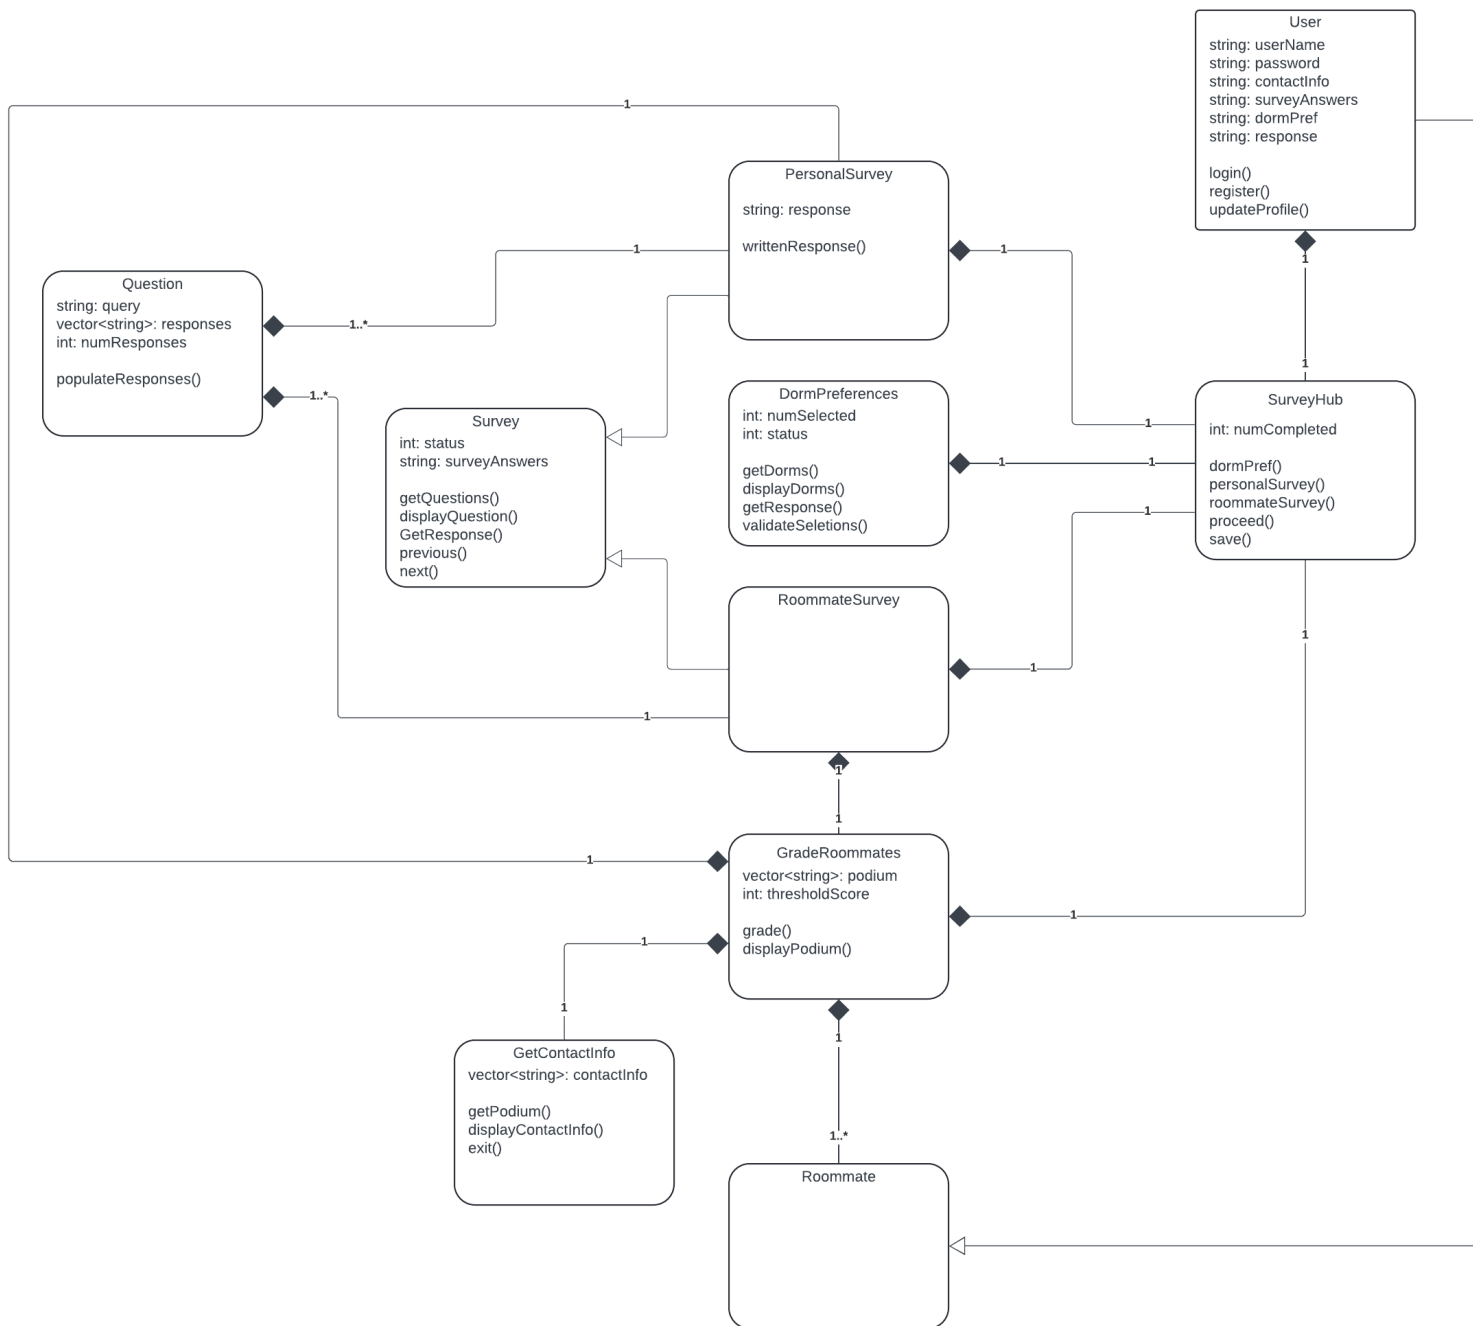 User
string: userName
string: password
string: contactInfo
string: surveyAnswers
string: dormPref
string: response
login()
register()
updateProfile()
1
1
1
PersonalSurvey
string: response
writtenResponse()
1
1
1
1..*
Question
string: query
vector<string>: responses
int: numResponses
populateResponses()
1..*
Survey
int: status
string: surveyAnswers
getQuestions()
displayQuestion()
GetResponse()
previous()
next()
DormPreferences
int: numSelected
int: status
getDorms()
displayDorms()
getResponse()
validateSeletions()
1
1
SurveyHub
int: numCompleted
dormPref()
personalSurvey()
roommateSurvey()
proceed()
save()
1
RoommateSurvey
1
1
1
1
1
GradeRoommates
vector<string>: podium
int: thresholdScore
grade()
displayPodium()
1
1
1
1
GetContactInfo
vector<string>: contactInfo
getPodium()
displayContactInfo()
exit()
1
1..*
Roommate